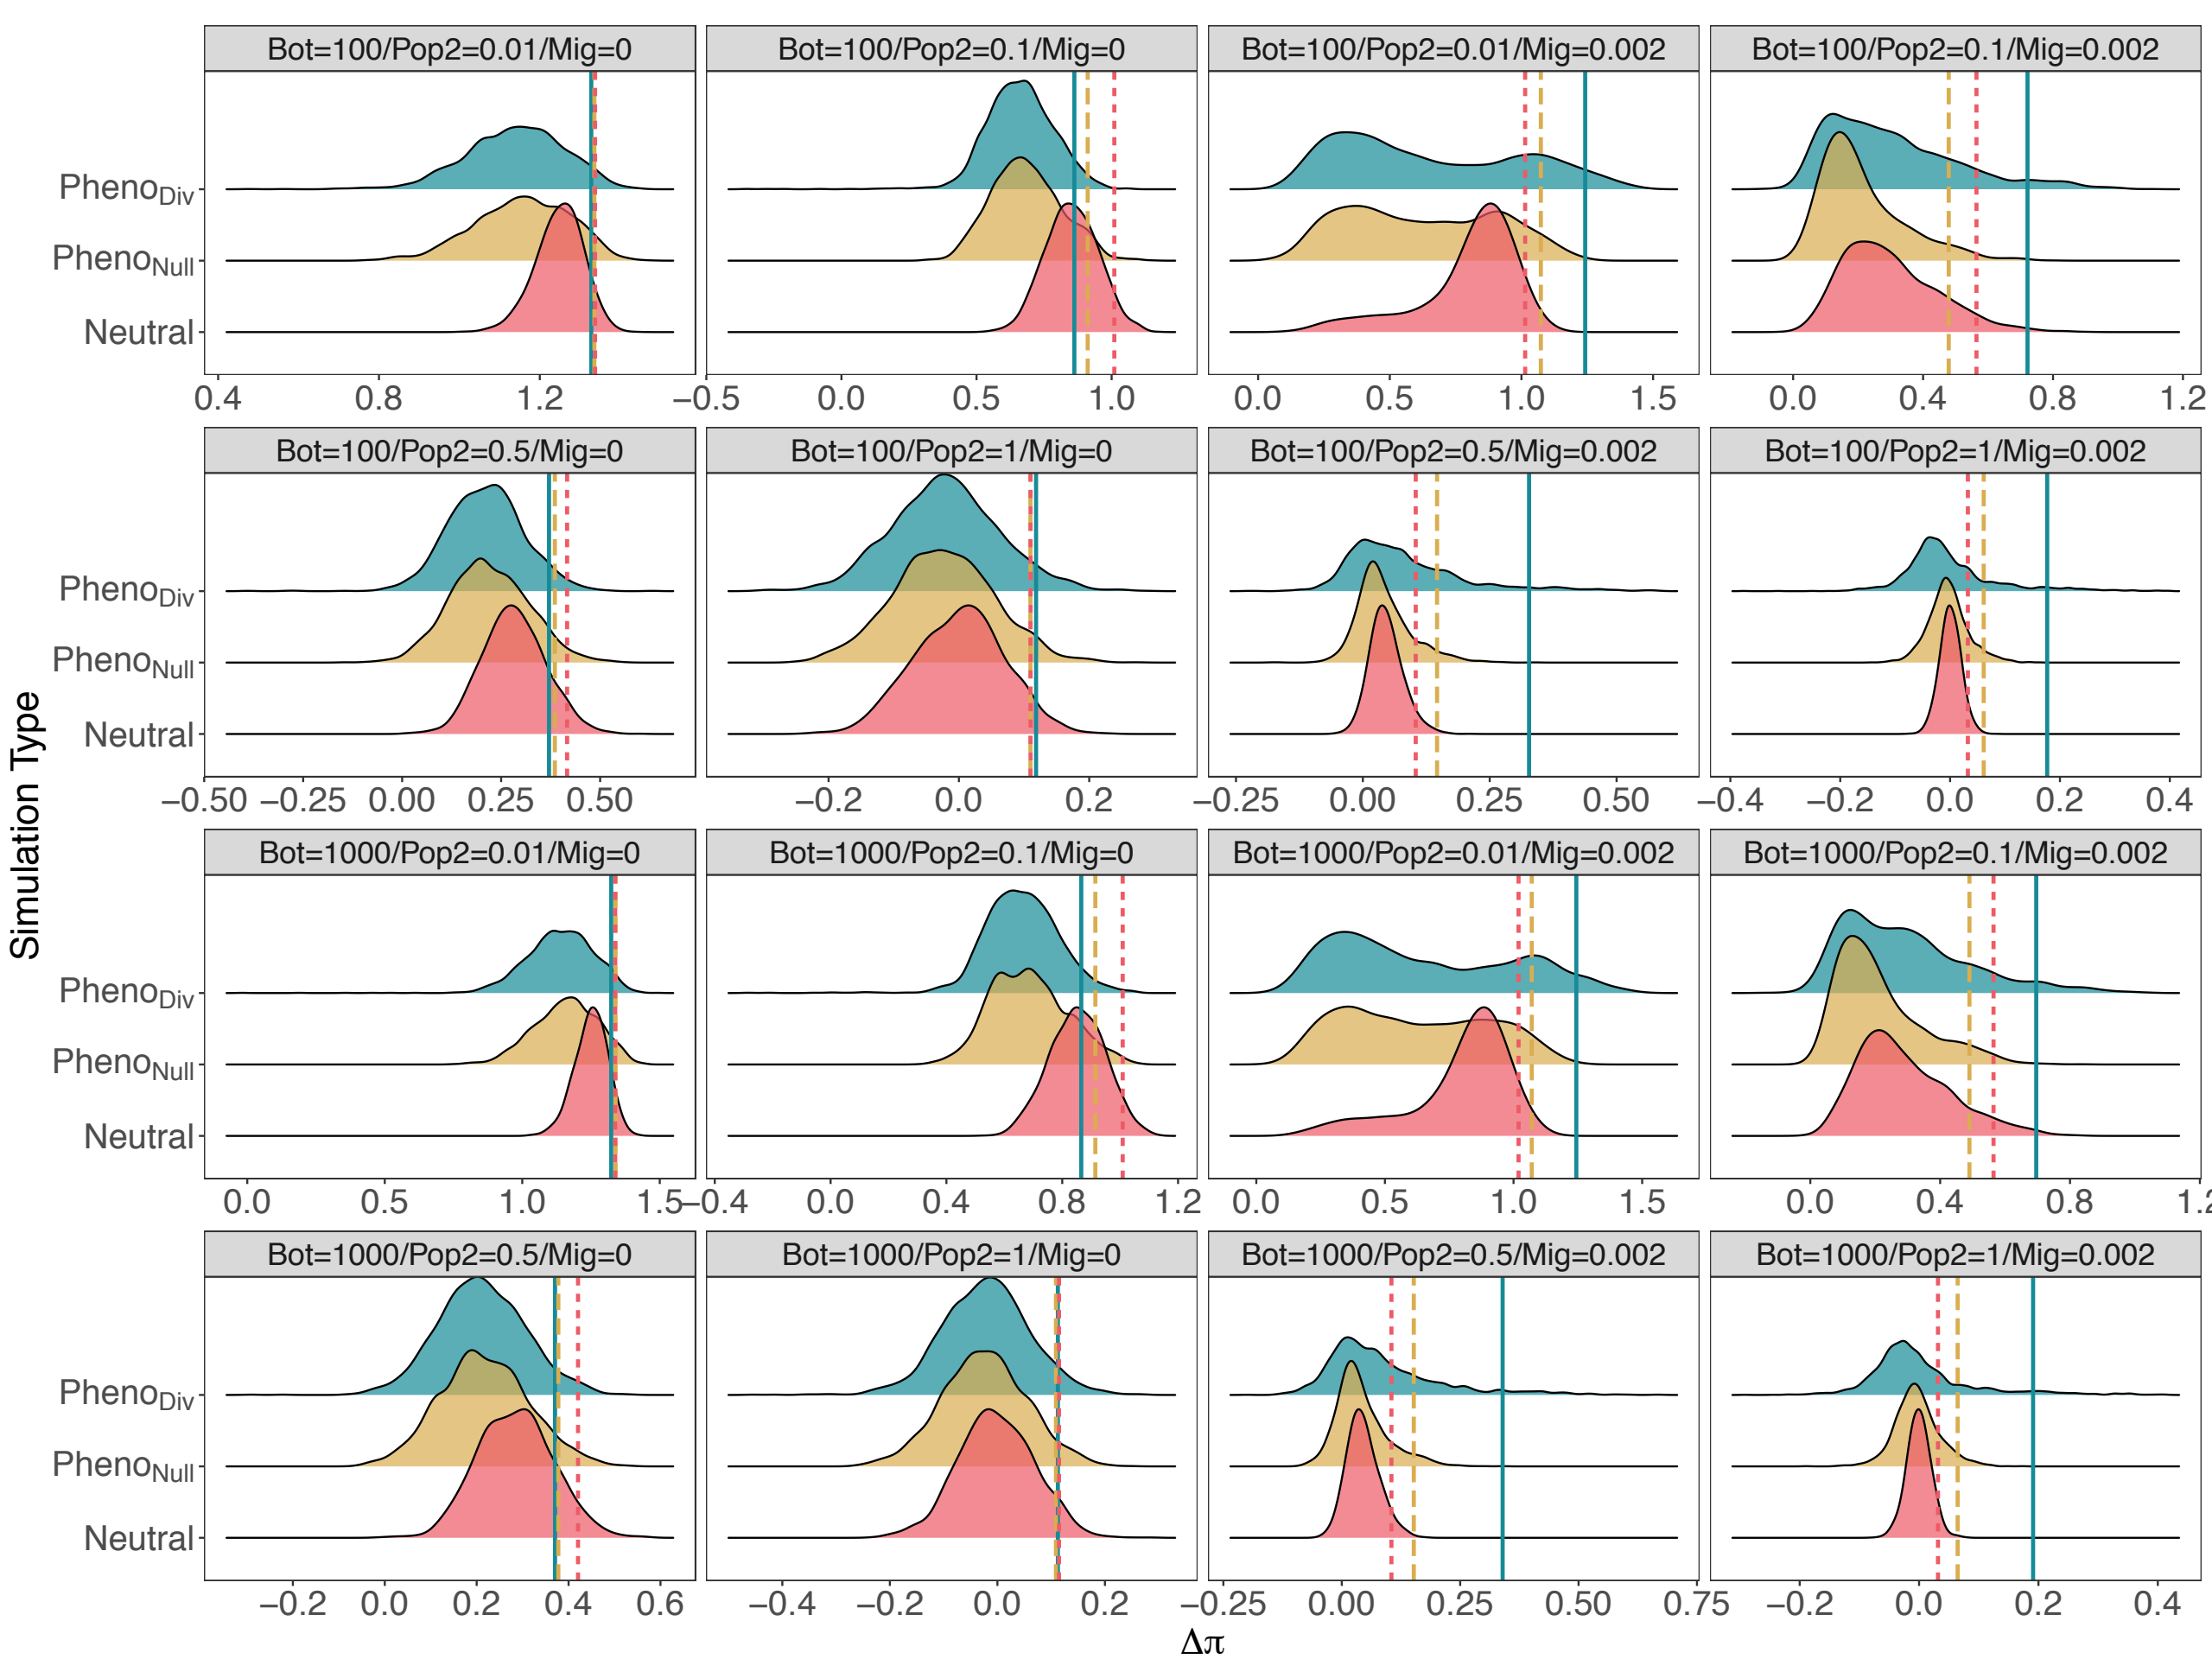 Simulation Type
Bot=100/Pop2=0.01/Mig=0 Bot=100/Pop2=0.1/Mig=0 Bot=100/Pop2=0.01/Mig=0.002 Bot=100/Pop2=0.1/Mig=0.002
PhenoDiv
PhenoNull
Neutral
0.4 0.8 1.2 −0.5 0.0 0.5 1.0 0.0 0.5 1.0 1.5 0.0 0.4 0.8 1.2
Bot=100/Pop2=0.5/Mig=0 Bot=100/Pop2=1/Mig=0 Bot=100/Pop2=0.5/Mig=0.002 Bot=100/Pop2=1/Mig=0.002
PhenoDiv
PhenoNull
Neutral
−0.50 −0.25 0.00 0.25 0.50 −0.2 0.0 0.2 −0.25 0.00 0.25 0.50 −0.4 −0.2 0.0 0.2 0.4
Bot=1000/Pop2=0.01/Mig=0 Bot=1000/Pop2=0.1/Mig=0 Bot=1000/Pop2=0.01/Mig=0.002 Bot=1000/Pop2=0.1/Mig=0.002
PhenoDiv
PhenoNull
Neutral
0.0 0.5 1.0 1.5 −0.4 0.0 0.4 0.8 1.2 0.0 0.5 1.0 1.5 0.0 0.4 0.8 1.2
Bot=1000/Pop2=0.5/Mig=0 Bot=1000/Pop2=1/Mig=0 Bot=1000/Pop2=0.5/Mig=0.002 Bot=1000/Pop2=1/Mig=0.002
PhenoDiv
PhenoNull
Neutral
−0.2 0.0 0.2 0.4 0.6 −0.4 −0.2 0.0 0.2 −0.25 0.00 0.25 0.50 0.75 −0.2 0.0 0.2 0.4
Δπ